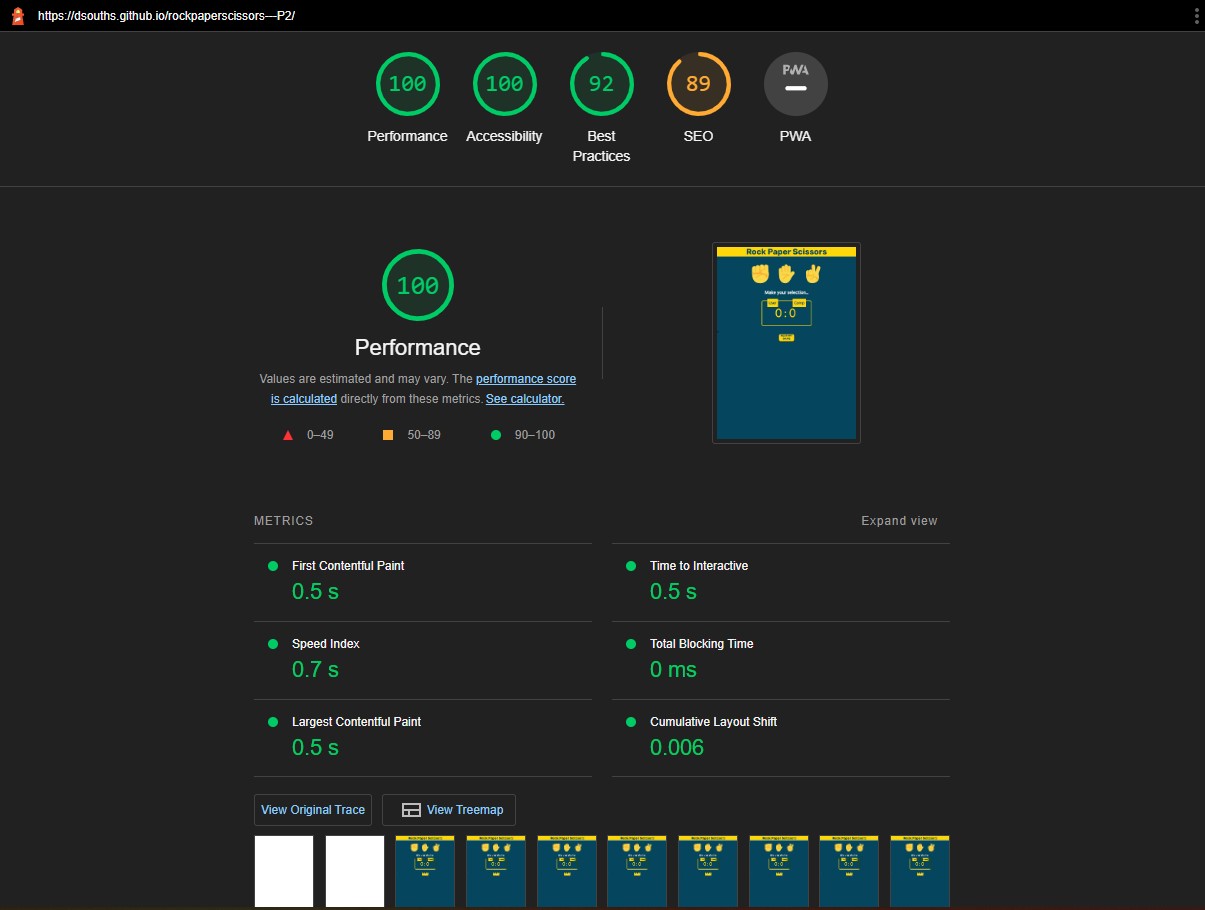 https://dsouths.github.io/rockpaperscissors---P2/
100
100
92
89
PWA
Performance
Accessibility
Best
Practices
SEO
PWA
100
Performance
Values are estimated and may vary. The performance score
is calculated directly from these metrics. See calculator.
0–49
50–89
90–100
Rock Paper Scissors
Make your selection...
User
Comp
0:0
METRICS
Expand view
First Contentful Paint
0.5 s
Time to Interactive
0.5 s
Speed Index
0.7 s
Total Blocking Time
0 ms
Largest Contentful Paint
0.5 s
Cumulative Layout Shift
0.006
View Original Trace
View Treemap